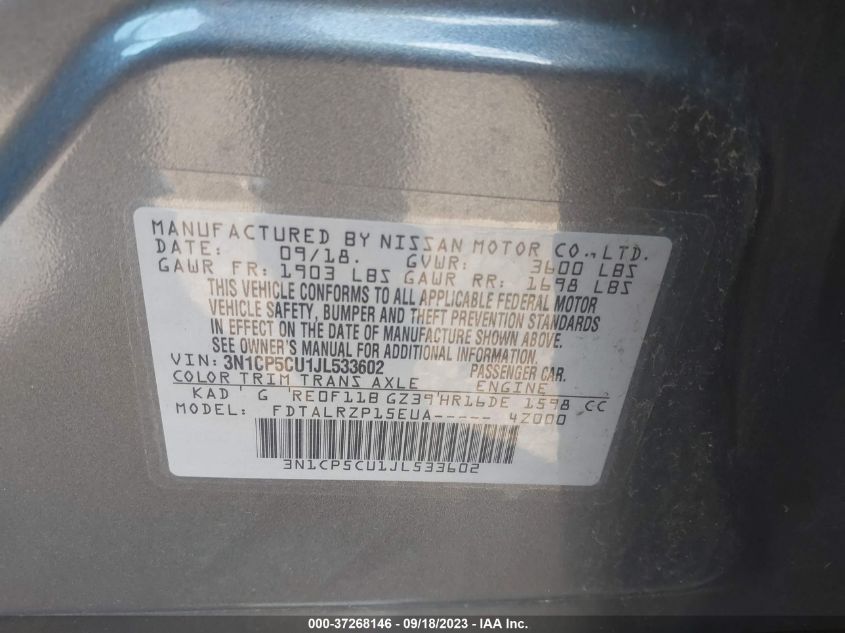 MANUFACTURED BY NISSAN MOTOR CO., LTD.
DATE: 09/18. GVWR: 3600 LBS
GAWR FR: 1903 LBS GAWR RR: 1698 LBS
THIS VEHICLE CONFORMS TO ALL APPLICABLE FEDERAL MOTOR
VEHICLE SAFETY, BUMPER AND THEFT PREVENTION STANDARDS
IN EFFECT ON THE DATE OF MANUFACTURE SHOWN ABOVE.
SEE OWNER'S MANUAL FOR ADDITIONAL INFORMATION.
VIN: 3N1CP5CU1JL533602 PASSENGER CAR.
COLOR TRIM TRANS AXLE ENGINE
KAD ' G 'RE0F11B GZ39'HR16DE 1598 CC
MODEL: FDTALRZP15EUA----- 4Z000
3N1CP5CU1JL533602
000-37268146 - 09/18/2023 - IAA Inc.